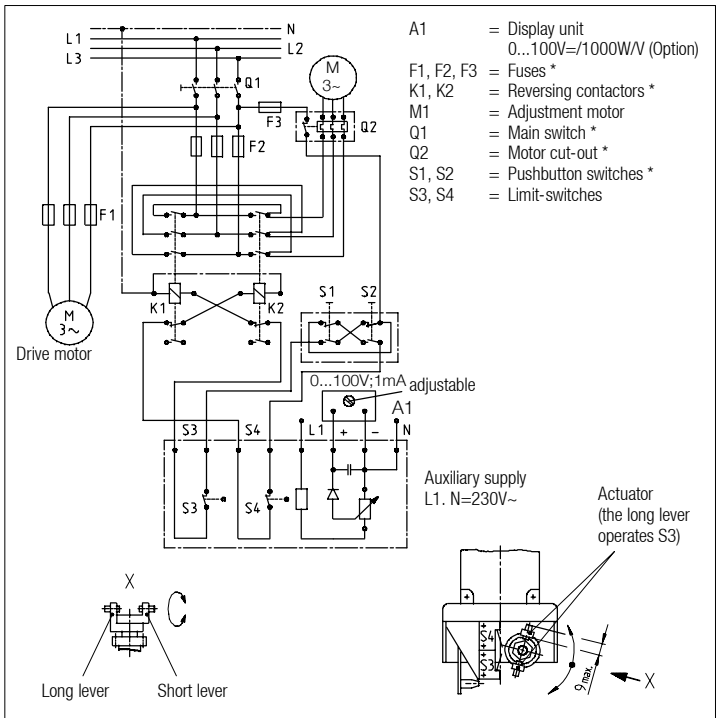 N
L1
L2
L3
Q1
M
3~
F3
Q2
F2
F1
K1
K2
S1
S2
M
3~
Drive motor
0...100V;1mA adjustable
A1
S3
S4
L1
+
−
N
S3
S4
Auxiliary supply
L1. N=230V~
A1 = Display unit
0...100V=/1000W/V (Option)
F1, F2, F3 = Fuses *
K1, K2 = Reversing contactors *
M1 = Adjustment motor
Q1 = Main switch *
Q2 = Motor cut-out *
S1, S2 = Pushbutton switches *
S3, S4 = Limit-switches
Actuator
(the long lever
operates S3)
X
Long lever
Short lever
+
S4
+
+
S3
+
9 max.
X